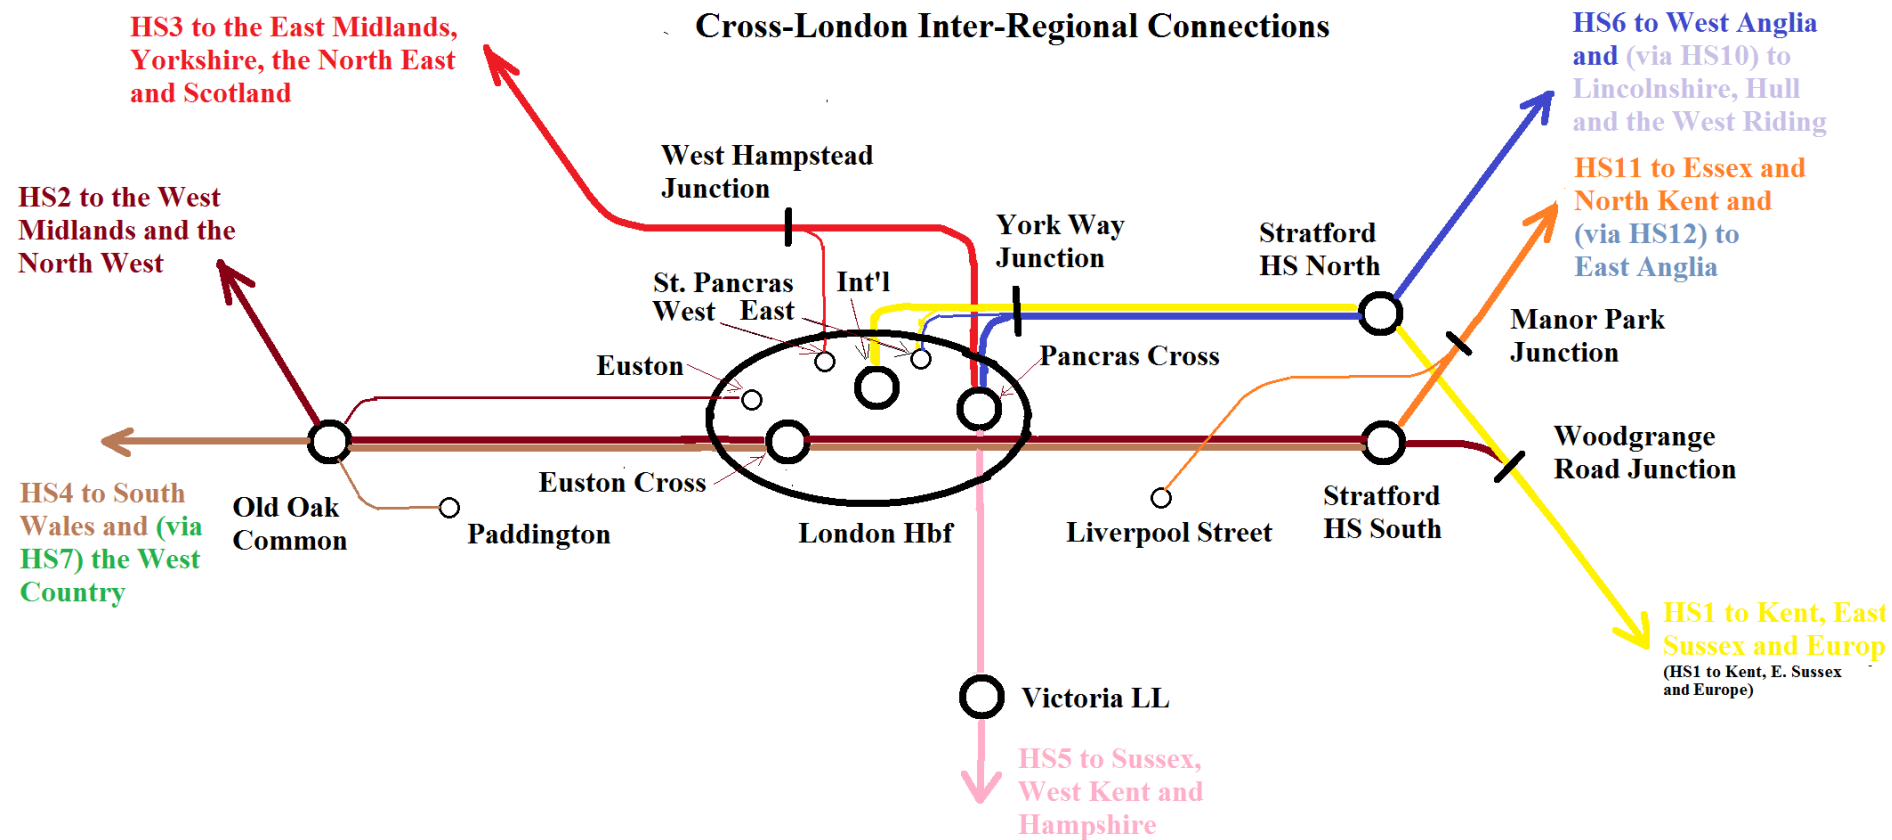 Cross-London Inter-Regional Connections
HS3 to the East Midlands,
Yorkshire, the North East
and Scotland
HS6 to West Anglia
and (via HS10) to
Lincolnshire, Hull
and the West Riding
West Hampstead
Junction
HS11 to Essex and
North Kent and
(via HS12) to
East Anglia
HS2 to the West
Midlands and the
North West
York Way
Junction
Stratford
HS North
St. Pancras
West
East
Int'l
Manor Park
Junction
Euston
Pancras Cross
Woodgrange
Road Junction
Euston Cross
HS4 to South
Wales and (via
HS7) the West
Country
Old Oak
Common
Paddington
London Hbf
Liverpool Street
Stratford
HS South
HS1 to Kent, East
Sussex and Europ
(HS1 to Kent, E. Sussex
and Europe)
Victoria LL
HS5 to Sussex,
West Kent and
Hampshire